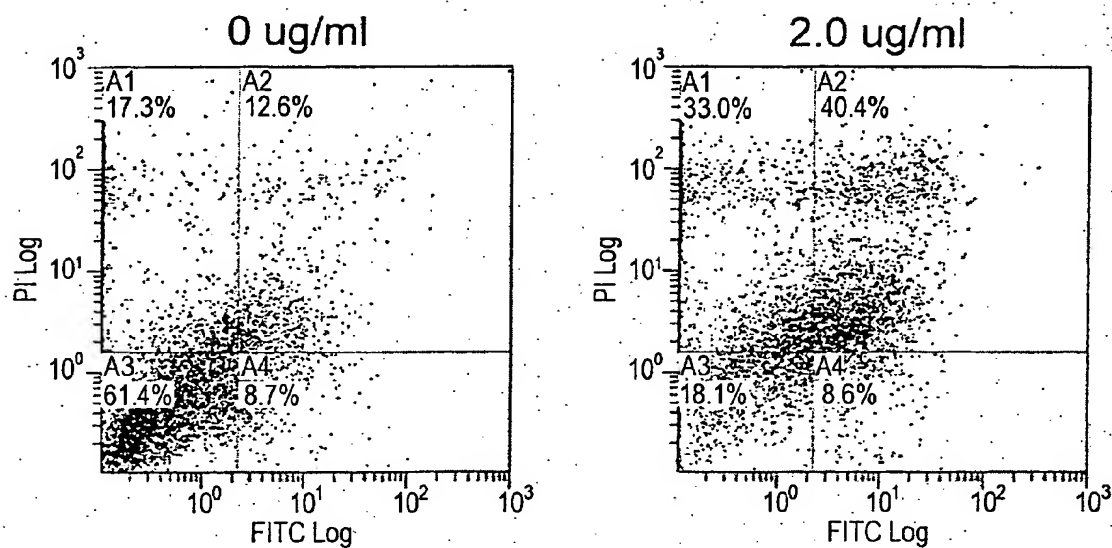 0 ug/ml
10³
A1
17.3%
A2
12.6%
10²
10¹
10⁰
A3
61.4%
A4
8.7%
PI Log
10⁰ 10¹ 10² 10³
FITC Log
2.0 ug/ml
10³
A1
33.0%
A2
40.4%
10²
10¹
10⁰
A3
18.1%
A4
8.6%
PI Log
10⁰ 10¹ 10² 10³
FITC Log